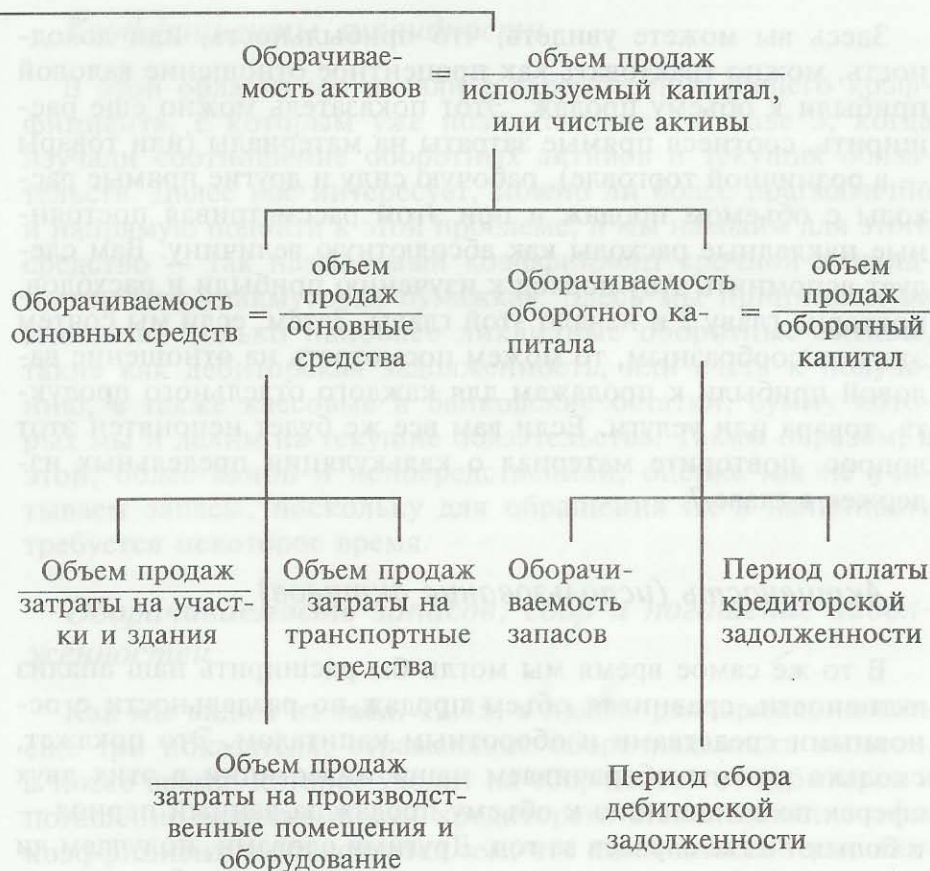 Оборачивае-
мость активов = объем продаж
используемый капитал,
или чистые активы
Оборачиваемость
основных средств = объем
продаж
основные
средства
Оборачиваемость
оборотного ка-
питала = объем
продаж
оборотный
капитал
Объем продаж
затраты на участ-
ки и здания
Объем продаж
затраты на
транспортные
средства
Оборачи-
ваемость
запасов
Период оплаты
кредиторской
задолженности
Объем продаж
затраты на производст-
венные помещения и
оборудование
Период сбора
дебиторской
задолженности